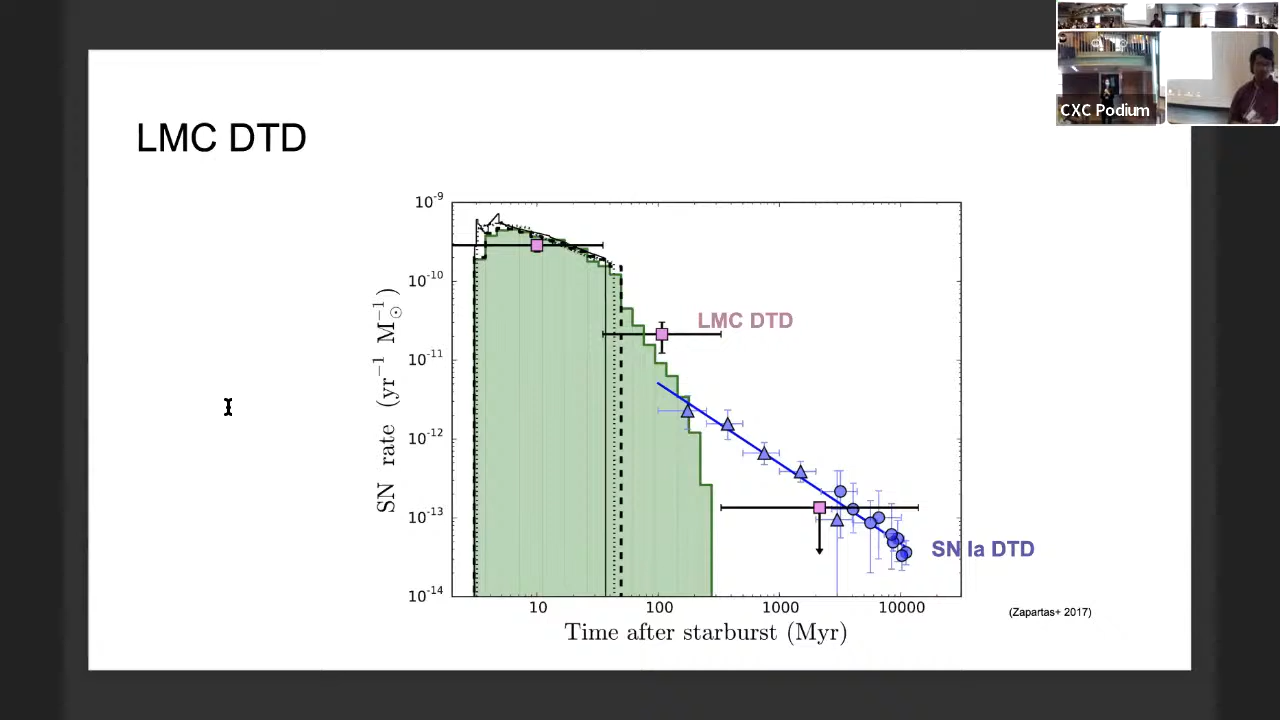 CXC Podium
LMC DTD
10⁻⁹
10⁻¹⁰
10⁻¹¹
10⁻¹²
10⁻¹³
10⁻¹⁴
SN rate (yr⁻¹ M⊙⁻¹)
LMC DTD
SN Ia DTD
10 100 1000 10000
Time after starburst (Myr)
(Zapartas+ 2017)